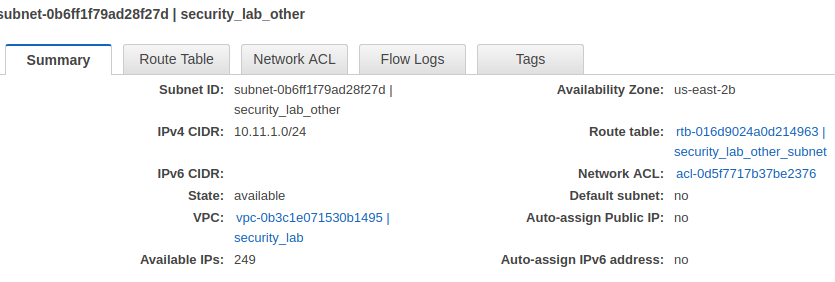 subnet-0b6ff1f79ad28f27d | security_lab_other
Summary Route Table Network ACL Flow Logs Tags
Subnet ID: subnet-0b6ff1f79ad28f27d | Availability Zone: us-east-2b
security_lab_other
IPv4 CIDR: 10.11.1.0/24 Route table: rtb-016d9024a0d214963 |
security_lab_other_subnet
IPv6 CIDR: Network ACL: acl-0d5f7717b37be2376
State: available Default subnet: no
VPC: vpc-0b3c1e071530b1495 | Auto-assign Public IP: no
security_lab
Available IPs: 249 Auto-assign IPv6 address: no